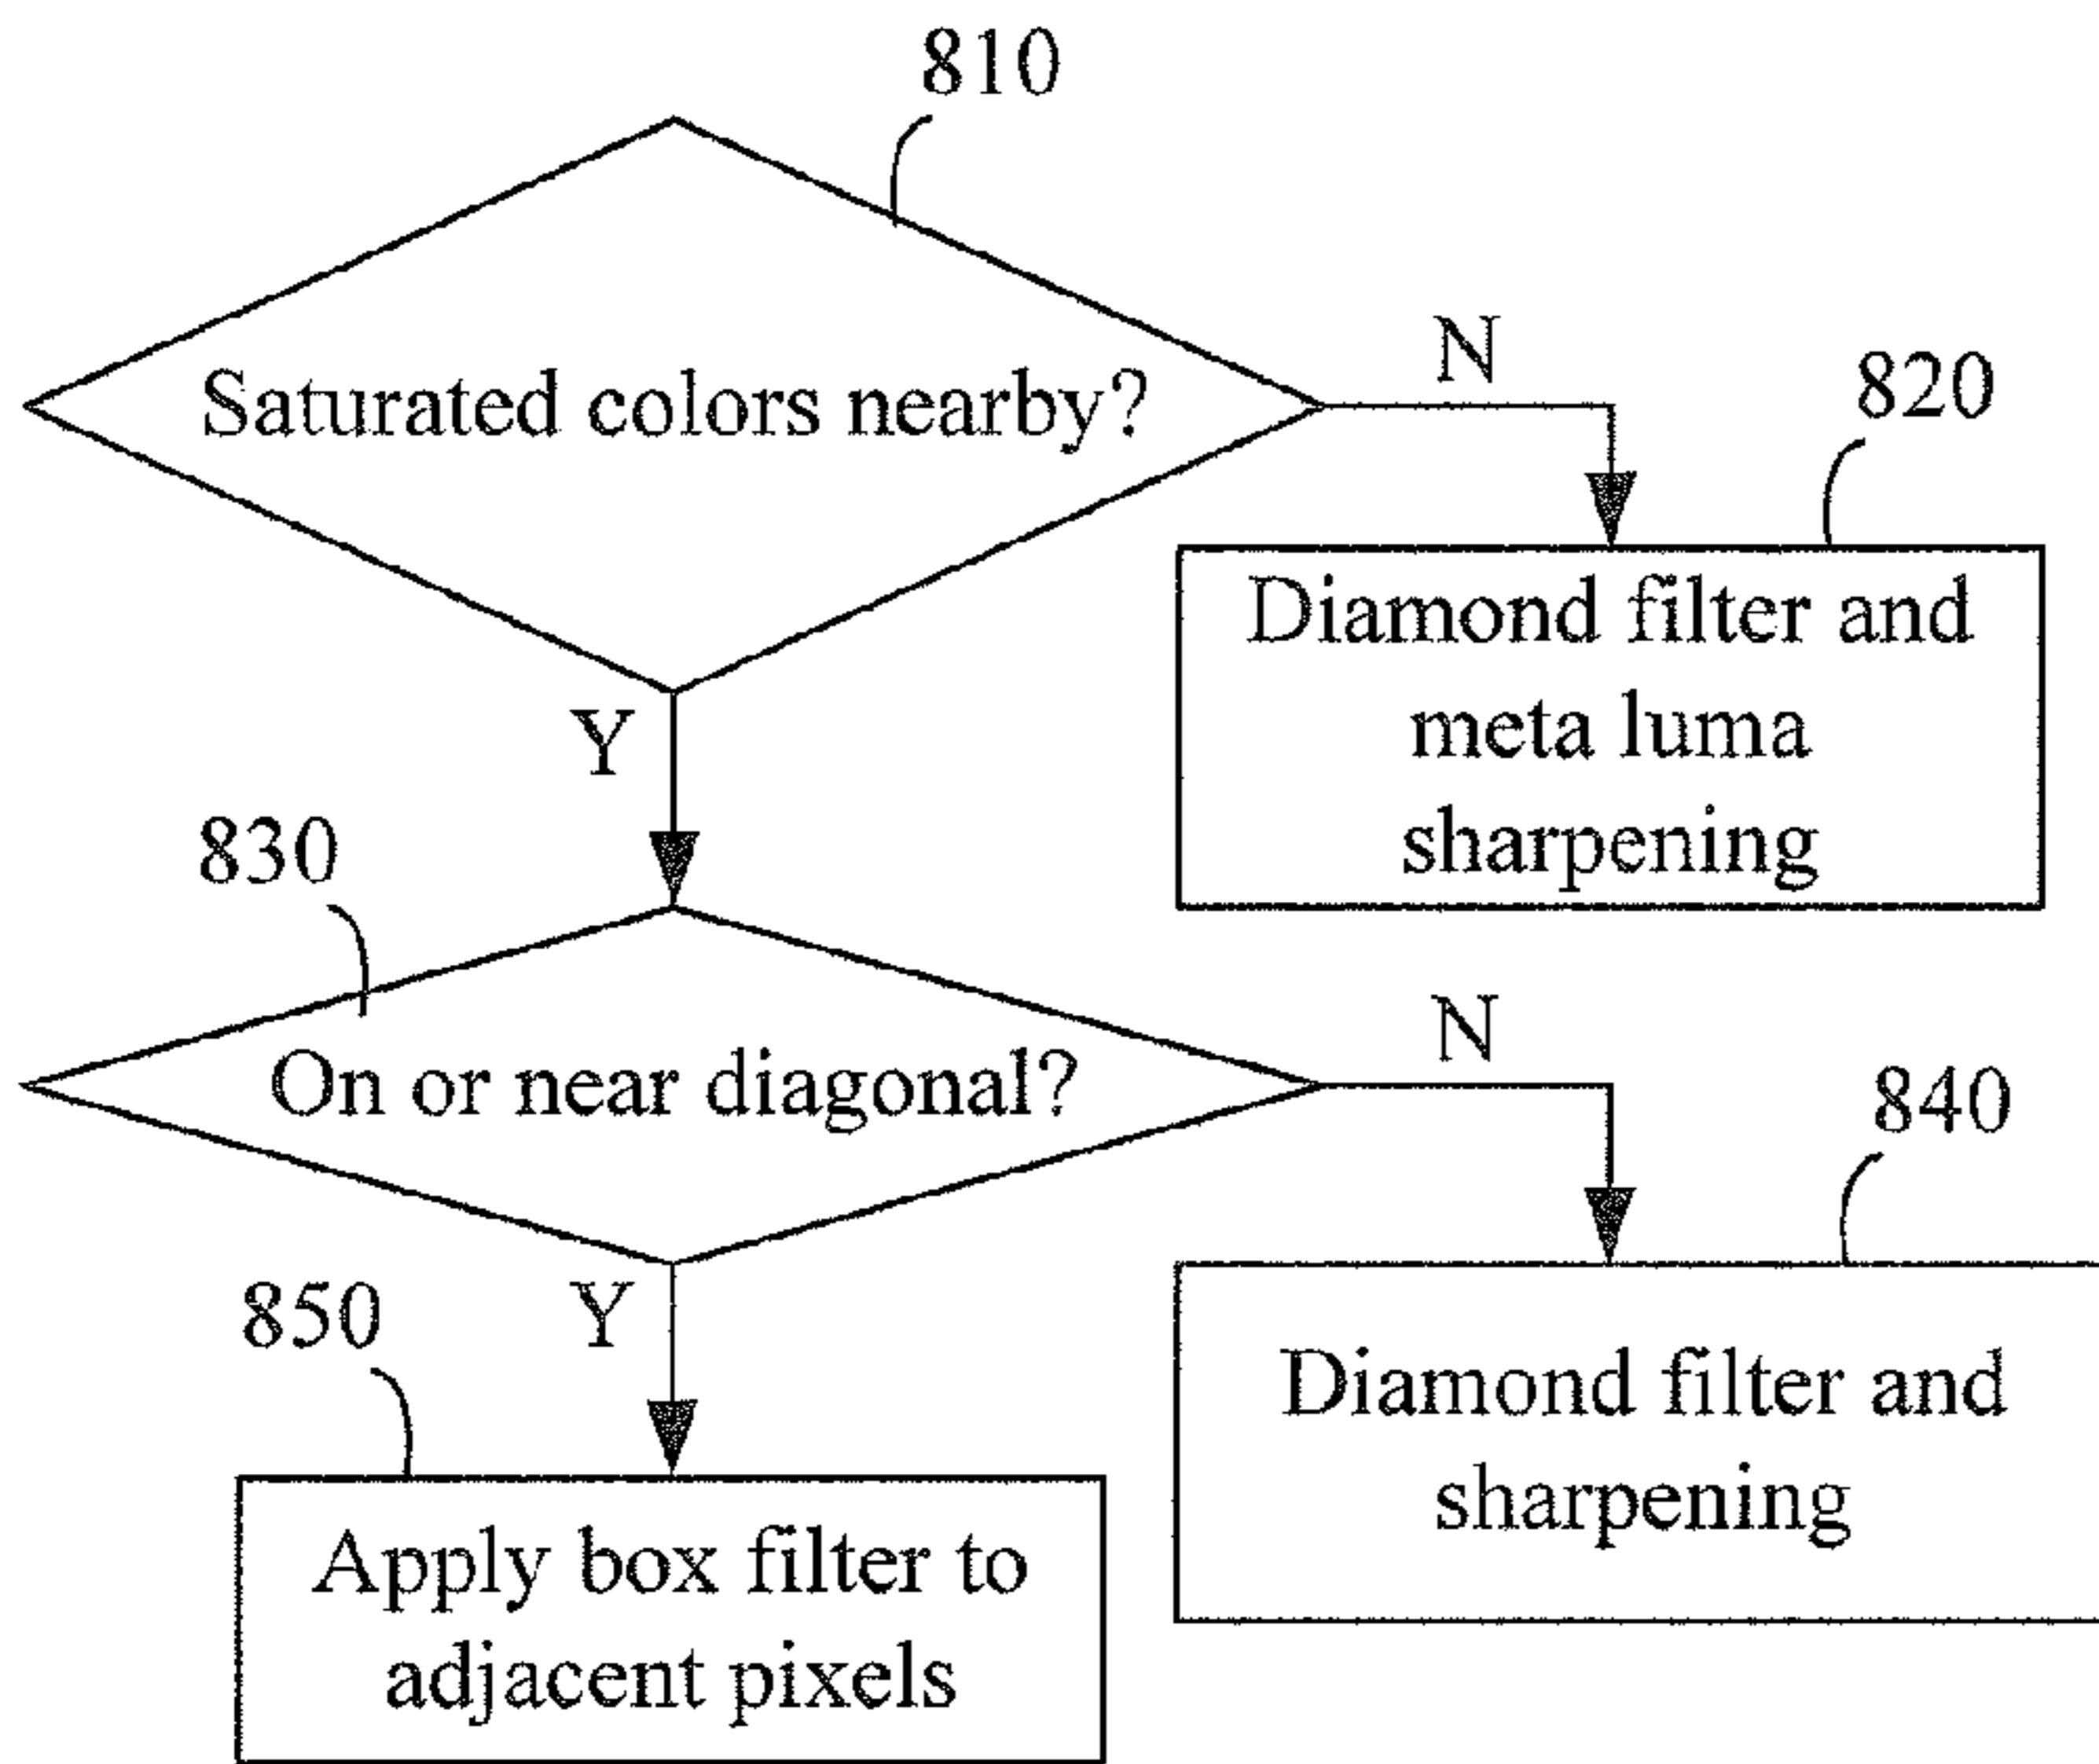 810
Saturated colors nearby?
N
820
Diamond filter and
meta luma
sharpening
Y
830
On or near diagonal?
N
840
Diamond filter and
sharpening
850
Y
Apply box filter to
adjacent pixels